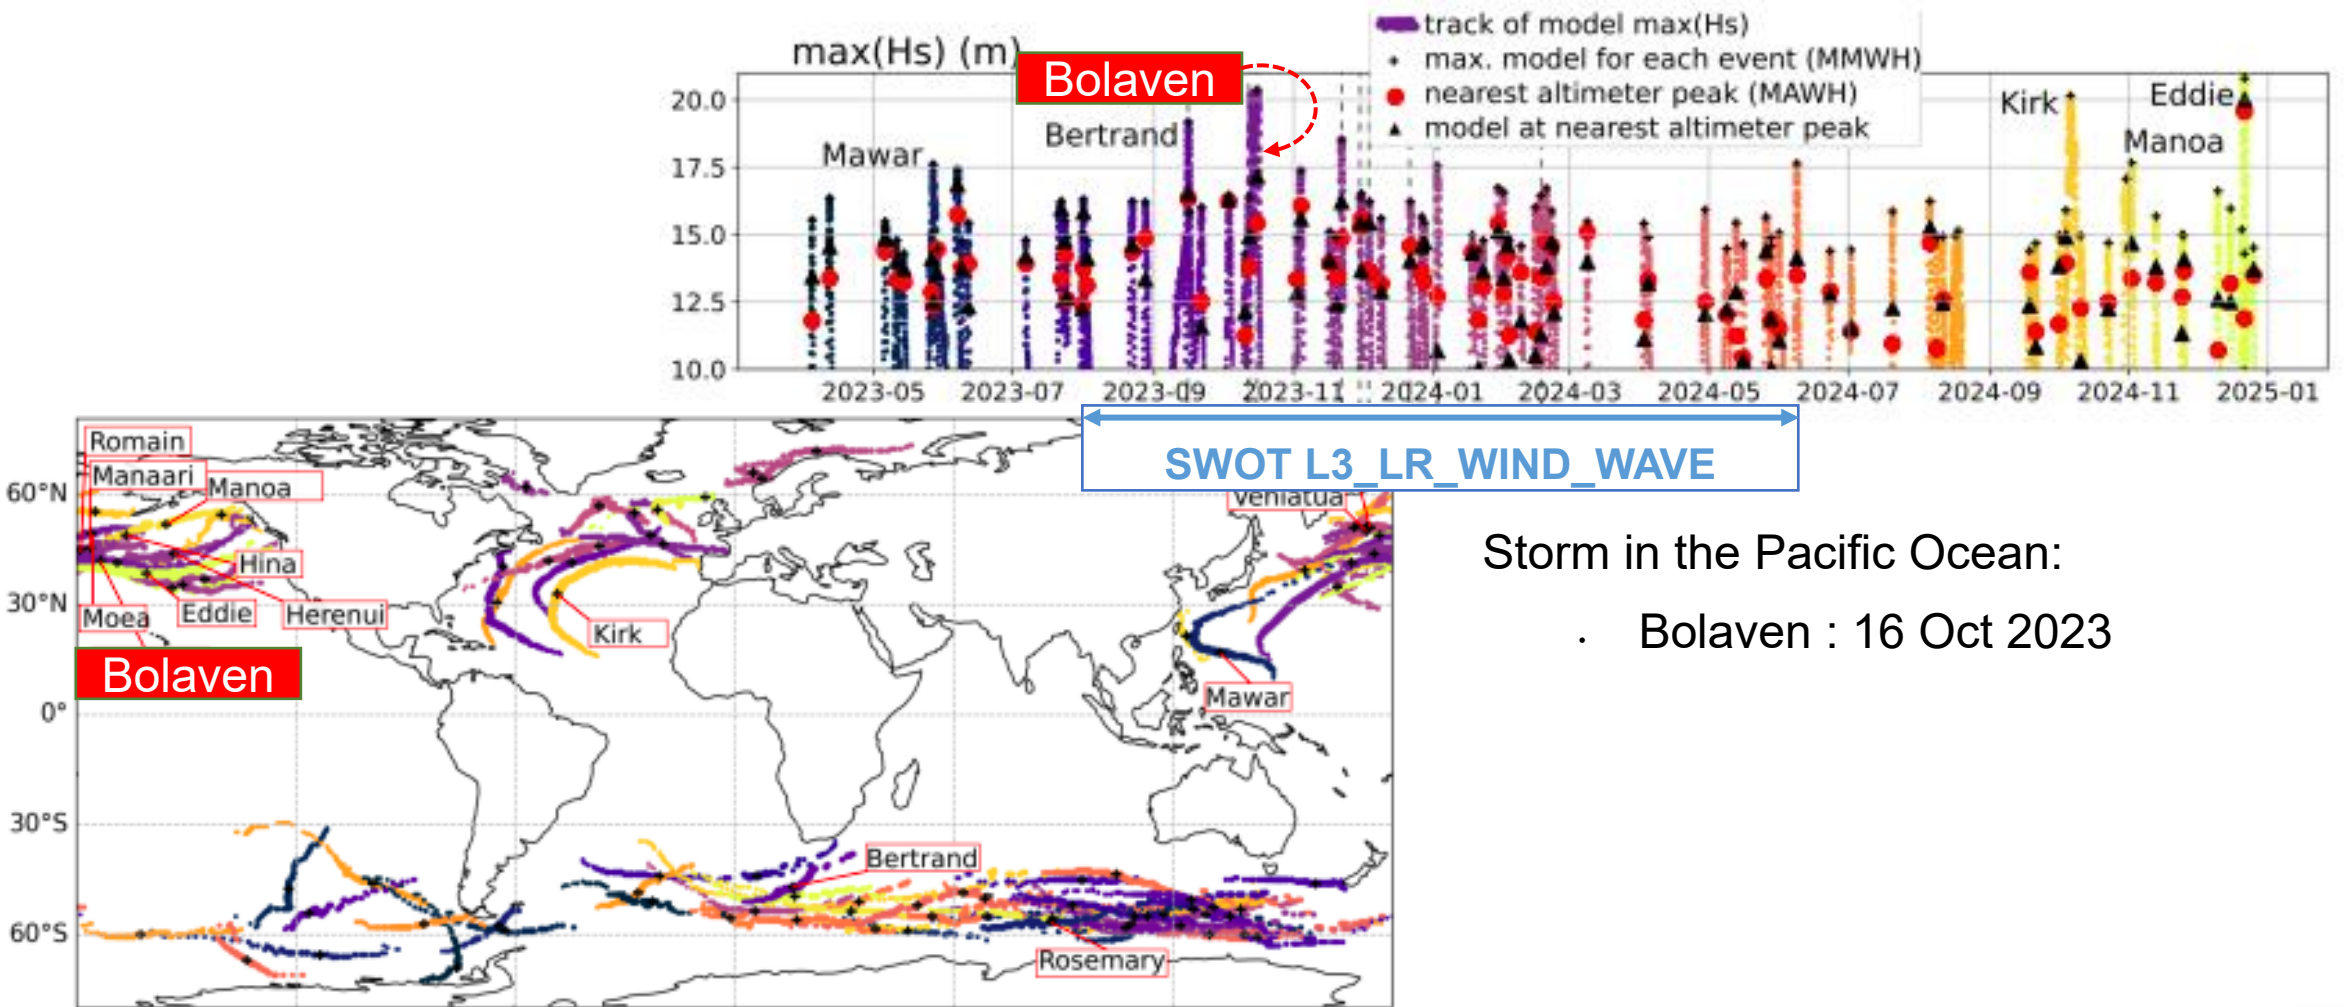 max(Hs) (m)
Bolaven
track of model max(Hs)
max. model for each event (MMWH)
nearest altimeter peak (MAWH)
model at nearest altimeter peak
Mawar
Bertrand
Kirk
Eddie
Manoa
20.0
17.5
15.0
12.5
10.0
2023-05 2023-07 2023-09 2023-11 2024-01 2024-03 2024-05 2024-07 2024-09 2024-11 2025-01
SWOT L3_LR_WIND_WAVE
Romain
Manaari
Manoa
Hina
Moea
Eddie
Herenui
Bolaven
Kirk
Veniatua
Mawar
Bertrand
Rosemary
60°N
30°N
0°
30°S
60°S
Storm in the Pacific Ocean:
· Bolaven : 16 Oct 2023